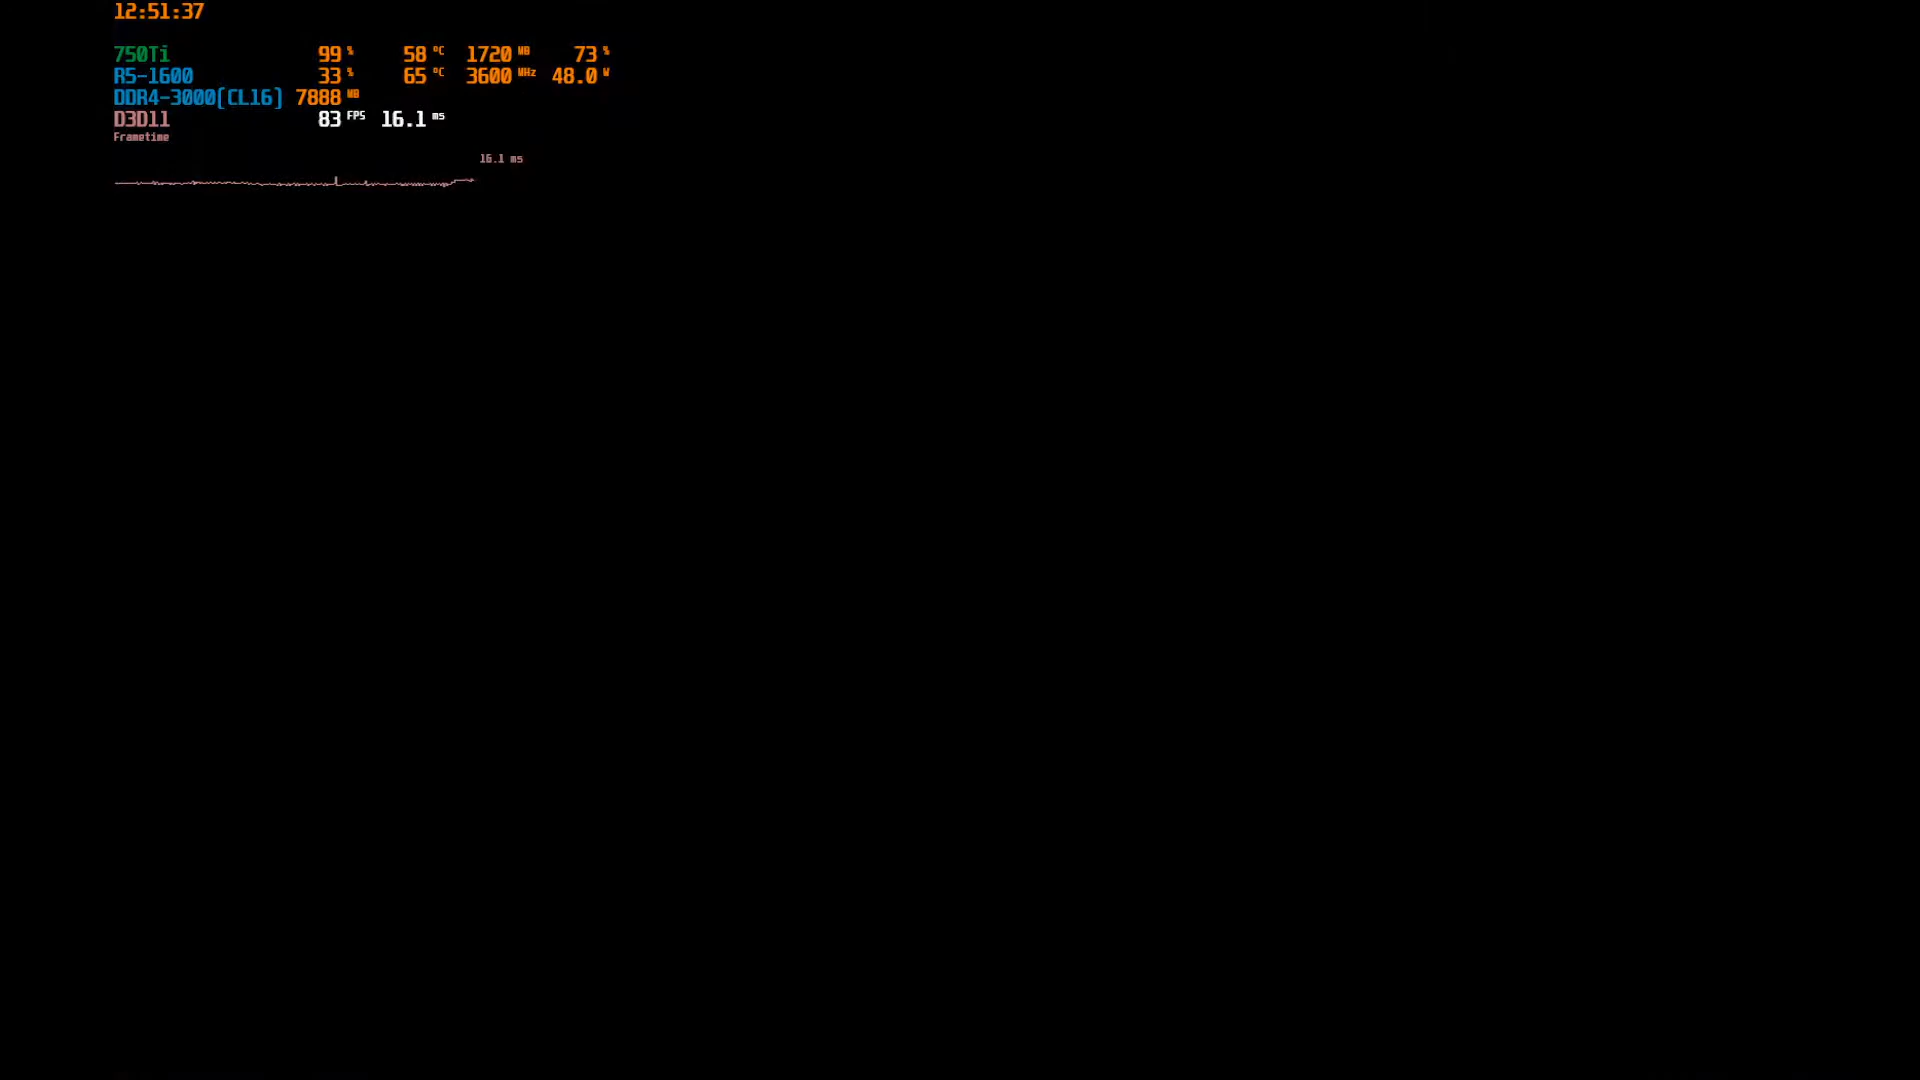 12:51:37
750Ti 99 % 58 °C 1720 MB 73 %
R5-1600 33 % 65 °C 3600 MHz 48.0 W
DDR4-3000(CL16) 7888 MB
D3D11 83 FPS 16.1 ms
Frametime
16.1 ms